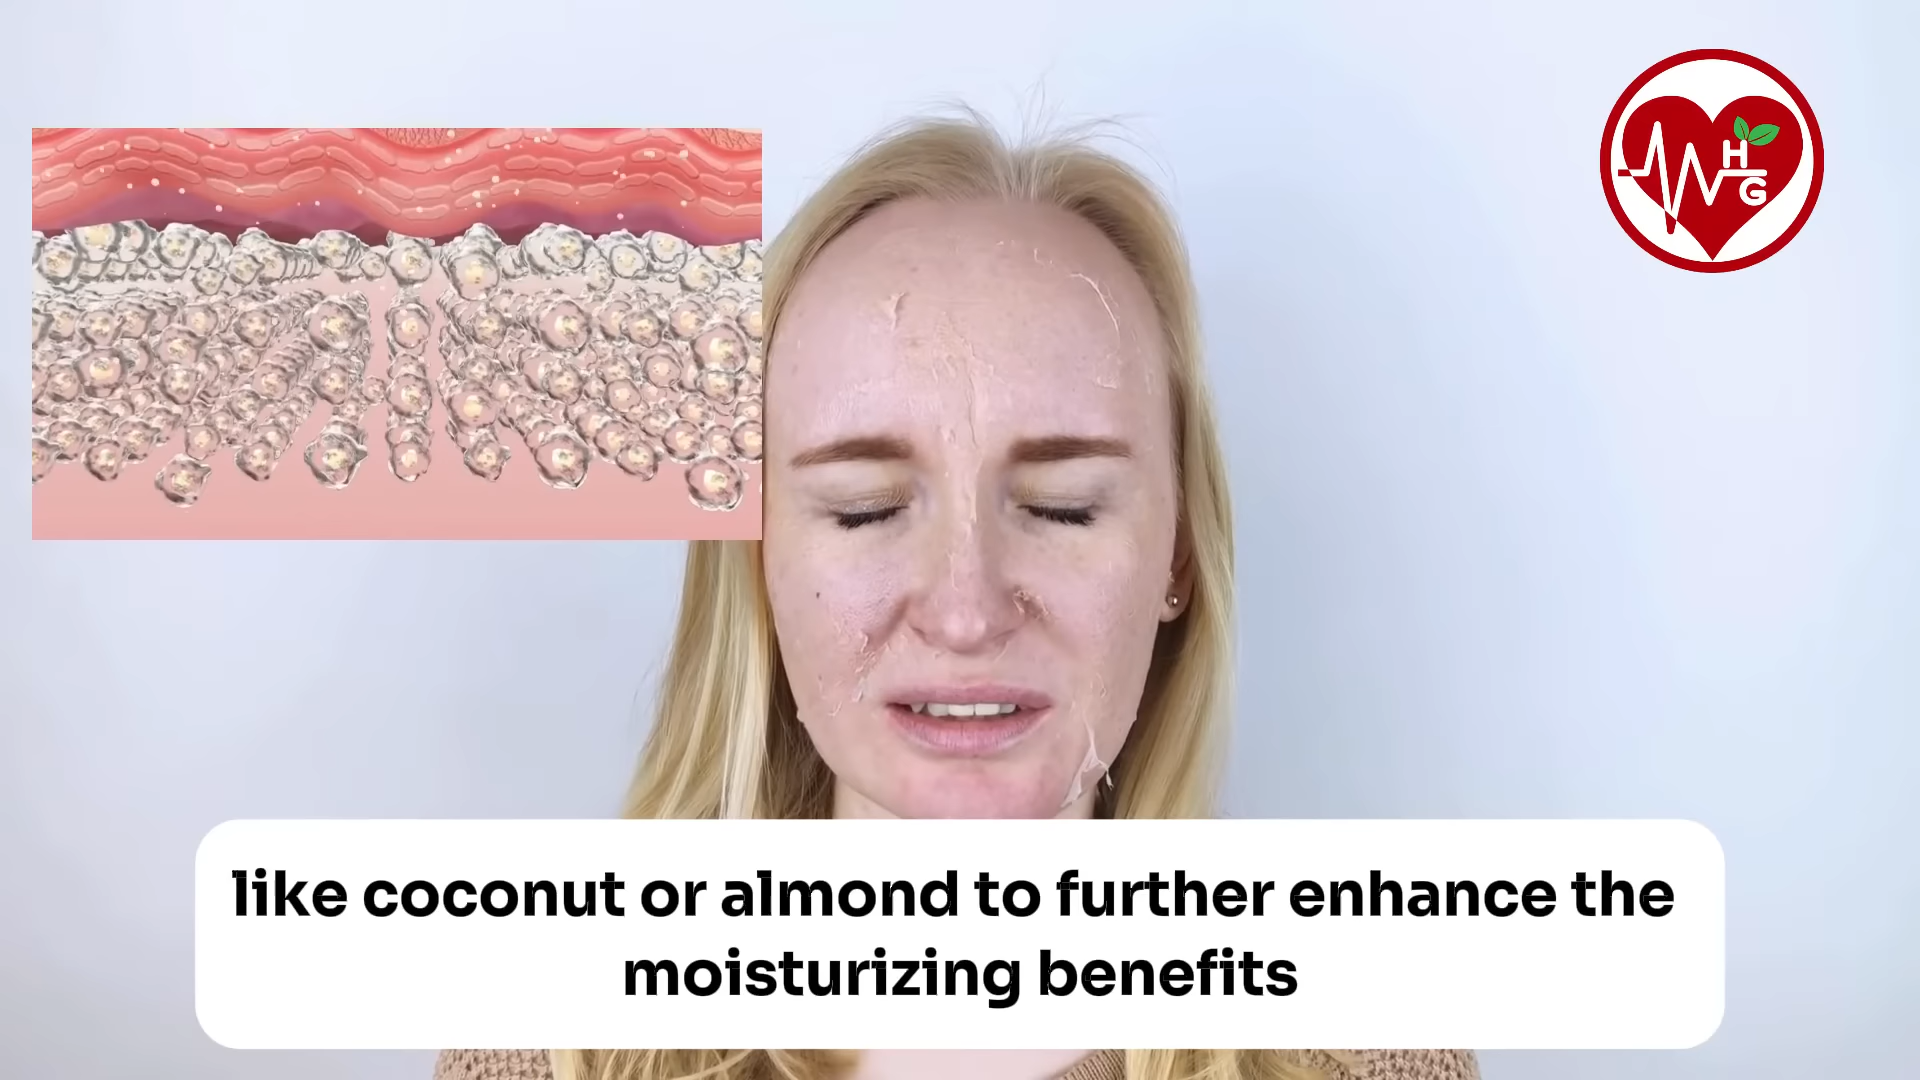 H
G
like coconut or almond to further enhance the
moisturizing benefits